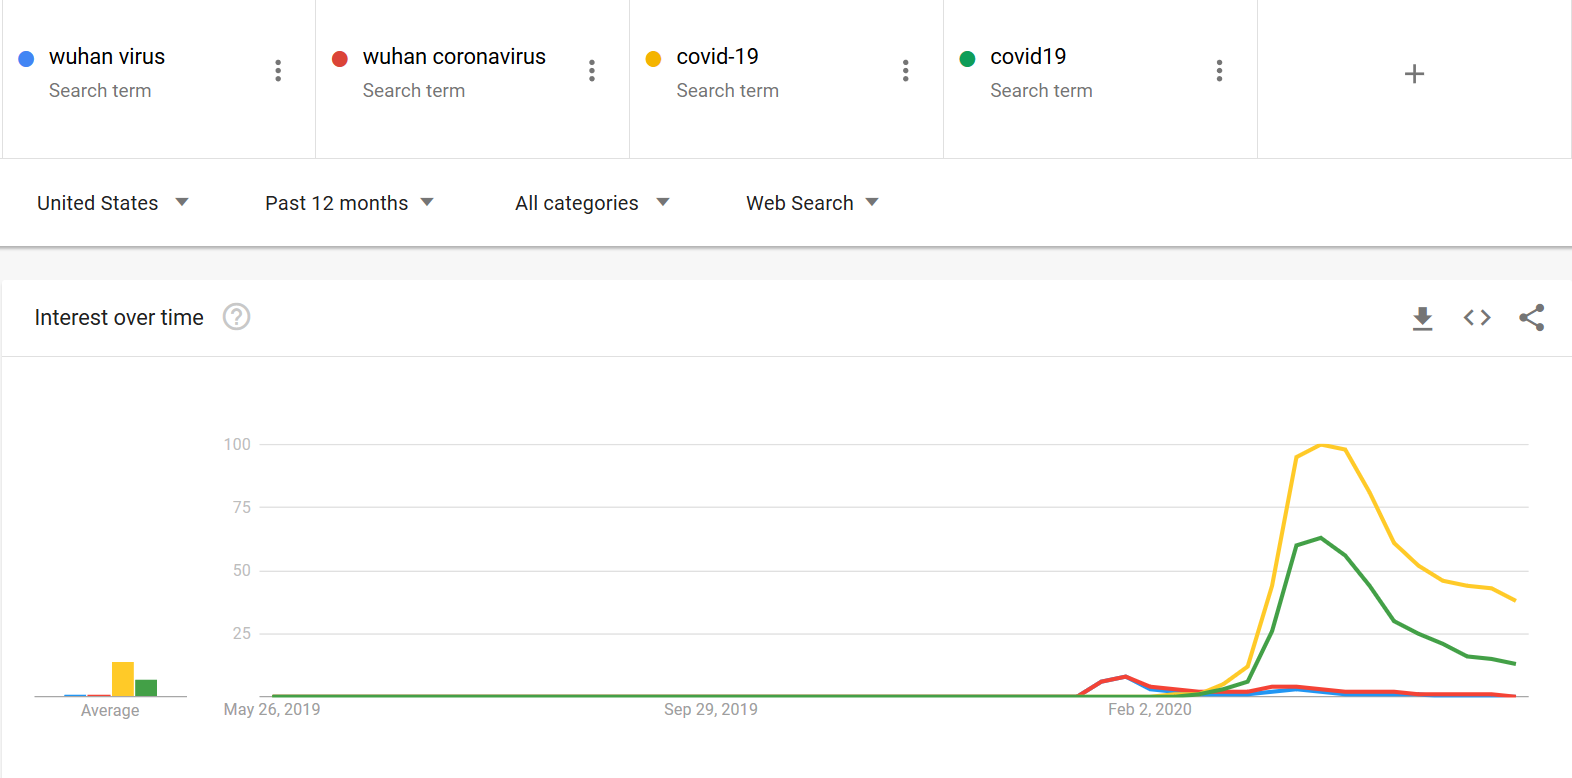 wuhan virus
Search term
wuhan coronavirus
Search term
covid-19
Search term
covid19
Search term
+
United States
Past 12 months
All categories
Web Search
Interest over time ?
100
75
50
25
Average
May 26, 2019
Sep 29, 2019
Feb 2, 2020